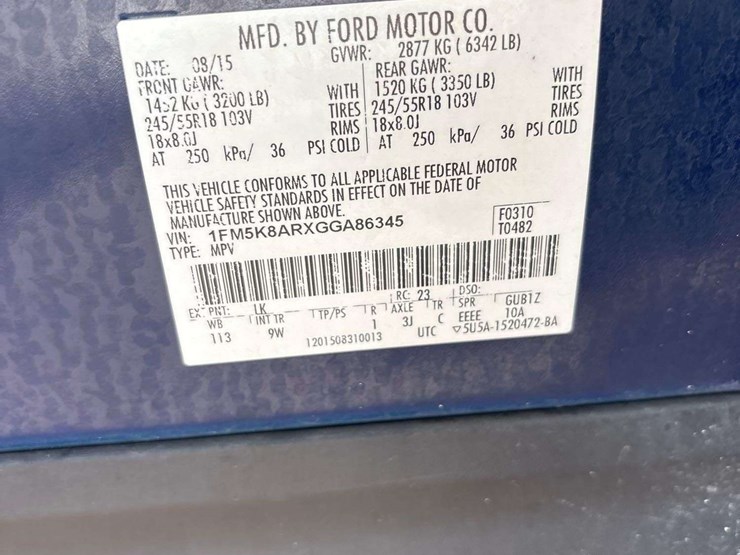 MFD. BY FORD MOTOR CO.
DATE: 08/15 GVWR: 2877 KG ( 6342 LB)
FRONT GAWR: REAR GAWR:
1452 KG ( 3200 LB) WITH 1520 KG ( 3350 LB) WITH
245/55R18 103V TIRES 245/55R18 103V TIRES
18x8.0J RIMS 18x8.0J RIMS
AT 250 kPa/ 36 PSI COLD AT 250 kPa/ 36 PSI COLD
THIS VEHICLE CONFORMS TO ALL APPLICABLE FEDERAL MOTOR
VEHICLE SAFETY STANDARDS IN EFFECT ON THE DATE OF
MANUFACTURE SHOWN ABOVE.
VIN: 1FM5K8ARXGGA86345 F0310
TYPE: MPV T0482
EXT PNT: LK RC: 23 DSO:
WB INT TR TP/PS R AXLE TR SPR GUB1Z
113 9W 1 3J C EEEE 10A
1201508310013 UTC ▽5U5A-1520472-BA